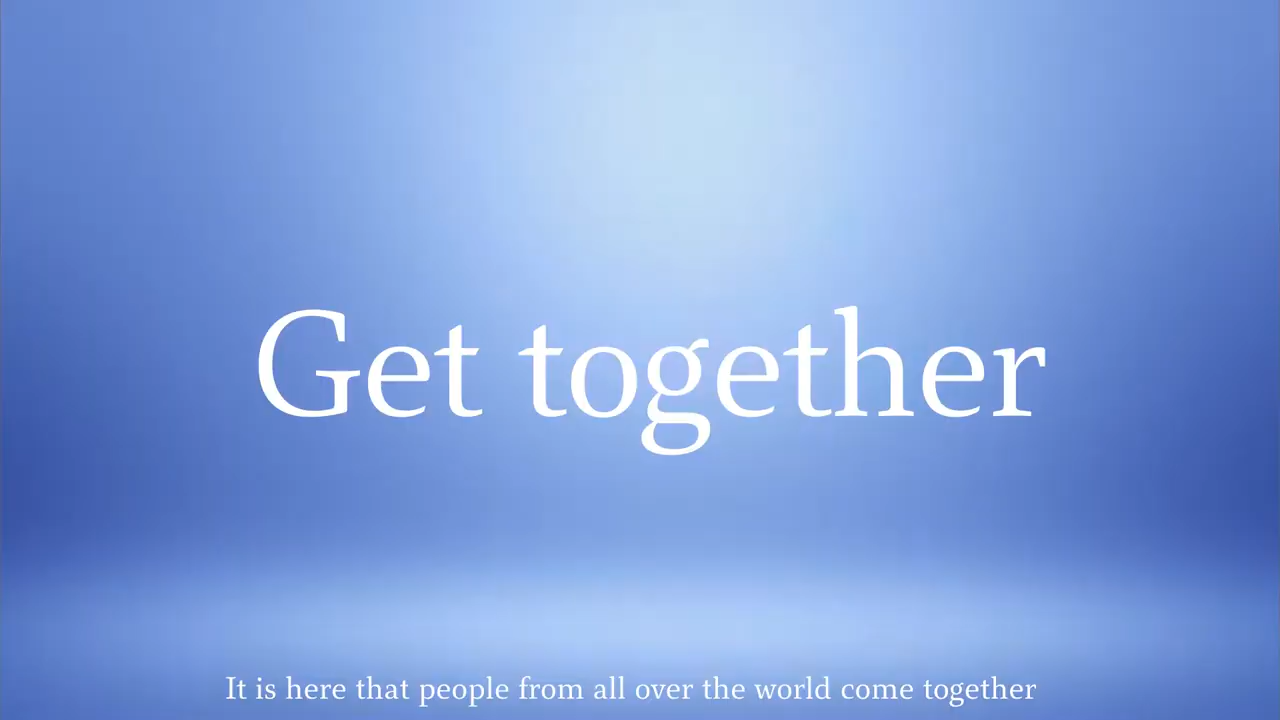 Get together
It is here that people from all over the world come together